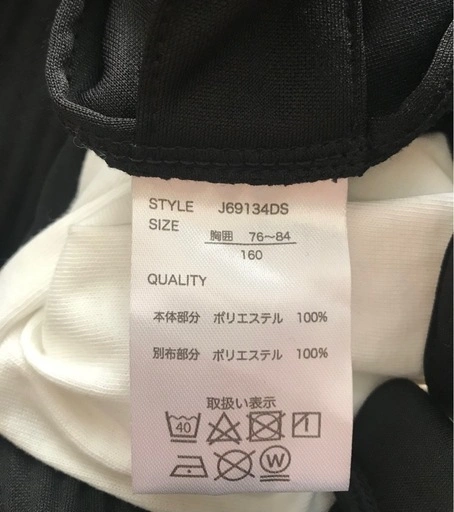 STYLE J69134DS
SIZE
胸囲 76~84
160
QUALITY
本体部分 ポリエステル 100%
別布部分 ポリエステル 100%
取扱い表示
40
W